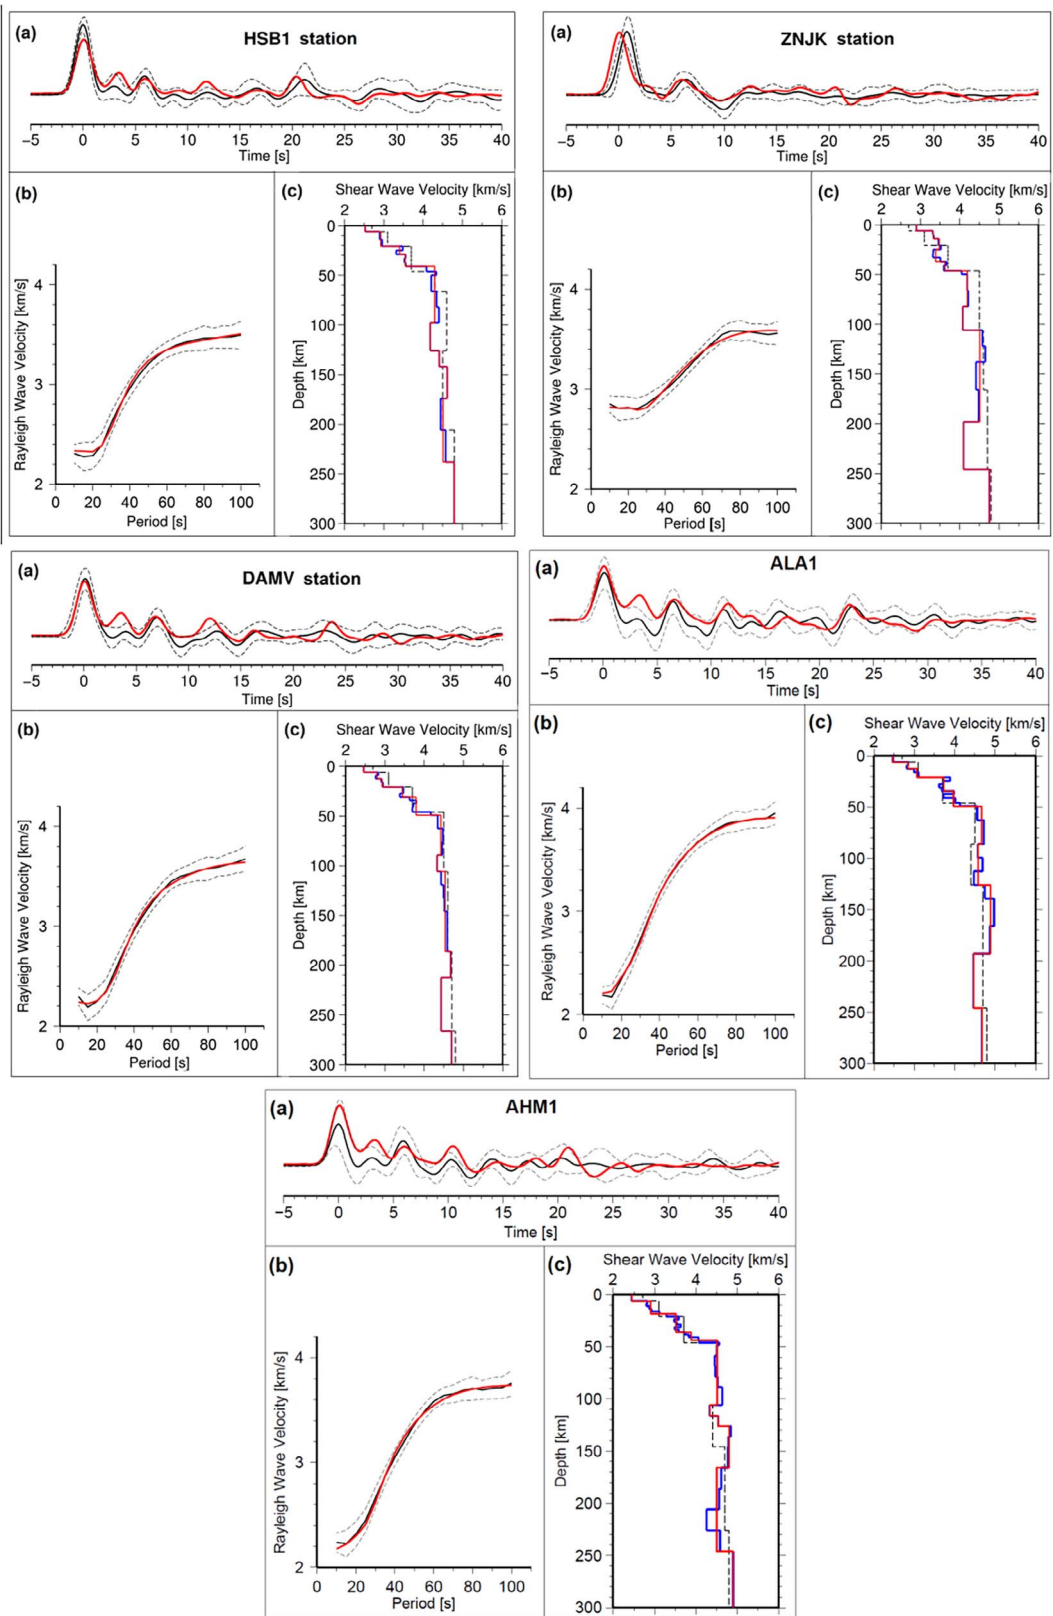 (a)
HSB1 station
−5 0 5 10 15 20 25 30 35 40
Time [s]
(b)
4
3
2
Rayleigh Wave Velocity [km/s]
0 20 40 60 80 100
Period [s]
(c)
Shear Wave Velocity [km/s]
2 3 4 5 6
0
50
100
150
200
250
300
Depth [km]
(a)
ZNJK station
−5 0 5 10 15 20 25 30 35 40
Time [s]
(b)
4
3
2
Rayleigh Wave Velocity [km/s]
0 20 40 60 80 100
Period [s]
(c)
Shear Wave Velocity [km/s]
2 3 4 5 6
0
50
100
150
200
250
300
Depth [km]
(a)
DAMV station
−5 0 5 10 15 20 25 30 35 40
Time [s]
(b)
4
3
2
Rayleigh Wave Velocity [km/s]
0 20 40 60 80 100
Period [s]
(c)
Shear Wave Velocity [km/s]
2 3 4 5 6
0
50
100
150
200
250
300
Depth [km]
(a)
ALA1
−5 0 5 10 15 20 25 30 35 40
Time [s]
(b)
4
3
2
Rayleigh Wave Velocity [km/s]
0 20 40 60 80 100
Period [s]
(c)
Shear Wave Velocity [km/s]
2 3 4 5 6
0
50
100
150
200
250
300
Depth [km]
(a)
AHM1
−5 0 5 10 15 20 25 30 35 40
Time [s]
(b)
4
3
2
Rayleigh Wave Velocity [km/s]
0 20 40 60 80 100
Period [s]
(c)
Shear Wave Velocity [km/s]
2 3 4 5 6
0
50
100
150
200
250
300
Depth [km]